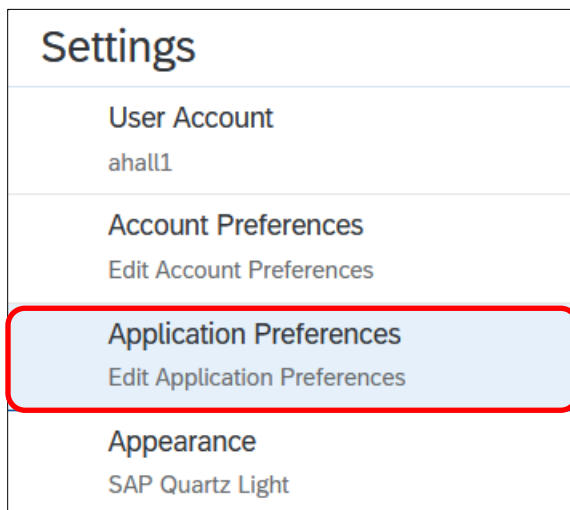 Settings
User Account
ahall1
Account Preferences
Edit Account Preferences
Application Preferences
Edit Application Preferences
Appearance
SAP Quartz Light